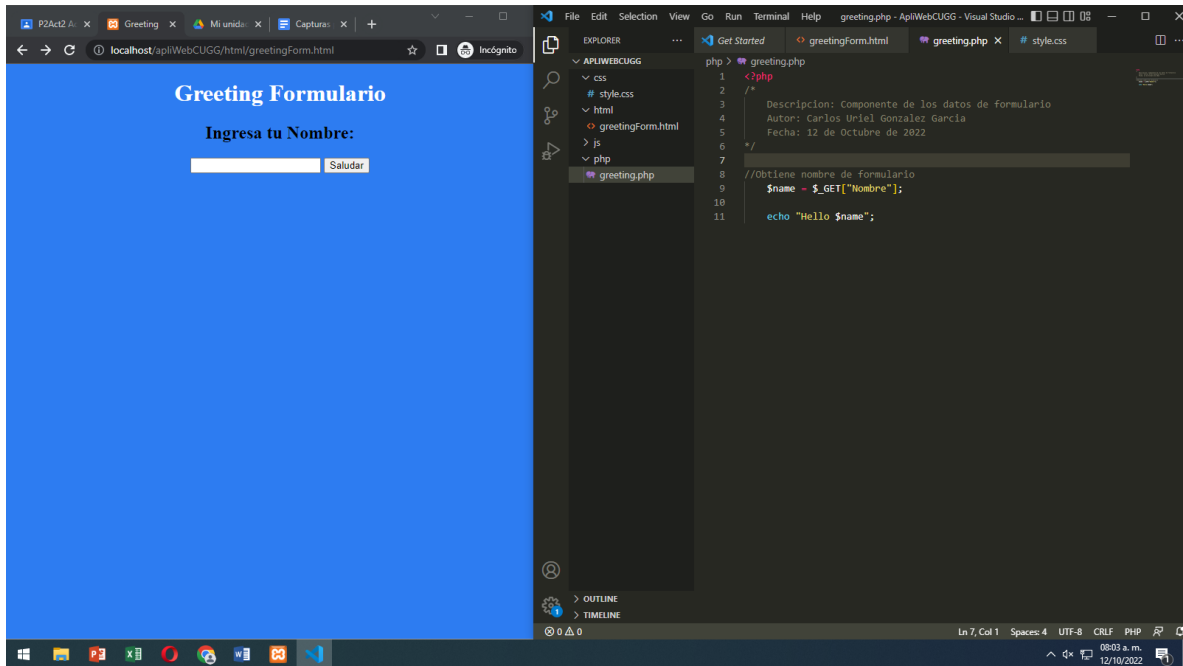 P2Act2 A
Greeting
Mi unidad
Capturas
localhost/apliWebCUGG/html/greetingForm.html
Incógnito
Greeting Formulario
Ingresa tu Nombre:
Saludar
File Edit Selection View Go Run Terminal Help greeting.php - ApliWebCUGG - Visual Studio ...
EXPLORER
Get Started
greetingForm.html
greeting.php
# style.css
APLIWEBCUGG
css
# style.css
html
greetingForm.html
js
php
greeting.php
OUTLINE
TIMELINE
php > greeting.php
1 <?php
2 /*
3 Descripcion: Componente de los datos de formulario
4 Autor: Carlos Uriel Gonzalez Garcia
5 Fecha: 12 de Octubre de 2022
6 */
7
8 //Obtiene nombre de formulario
9 $name = $_GET["Nombre"];
10
11 echo "Hello $name";
0 0
Ln 7, Col 1 Spaces: 4 UTF-8 CRLF PHP
08:03 a. m.
12/10/2022